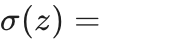 σ(z) =